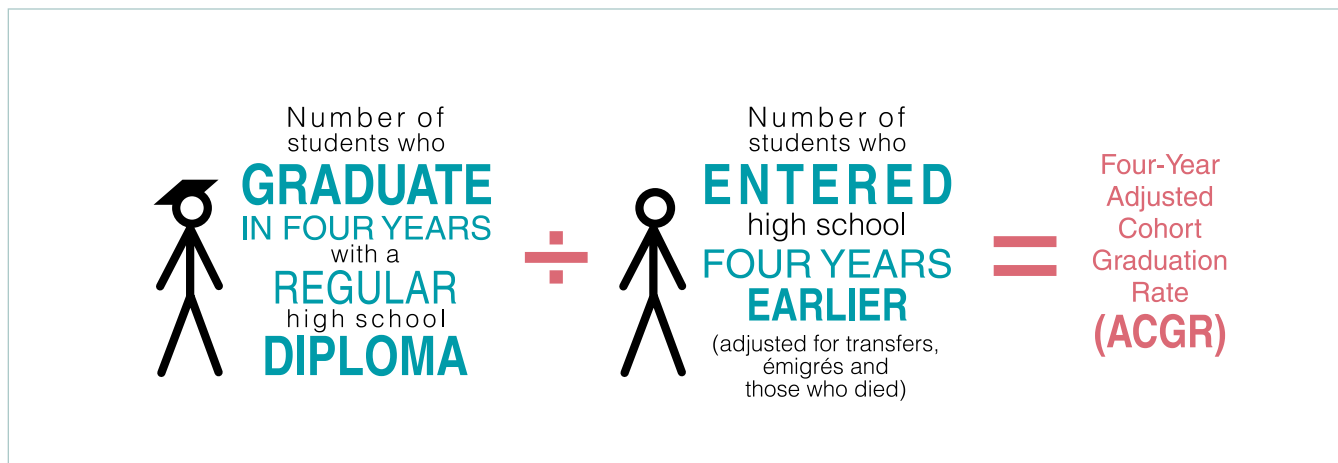 Number of
students who
GRADUATE
IN FOUR YEARS
with a
REGULAR
high school
DIPLOMA
÷
Number of
students who
ENTERED
high school
FOUR YEARS
EARLIER
(adjusted for transfers,
émigrés and
those who died)
=
Four-Year
Adjusted
Cohort
Graduation
Rate
(ACGR)